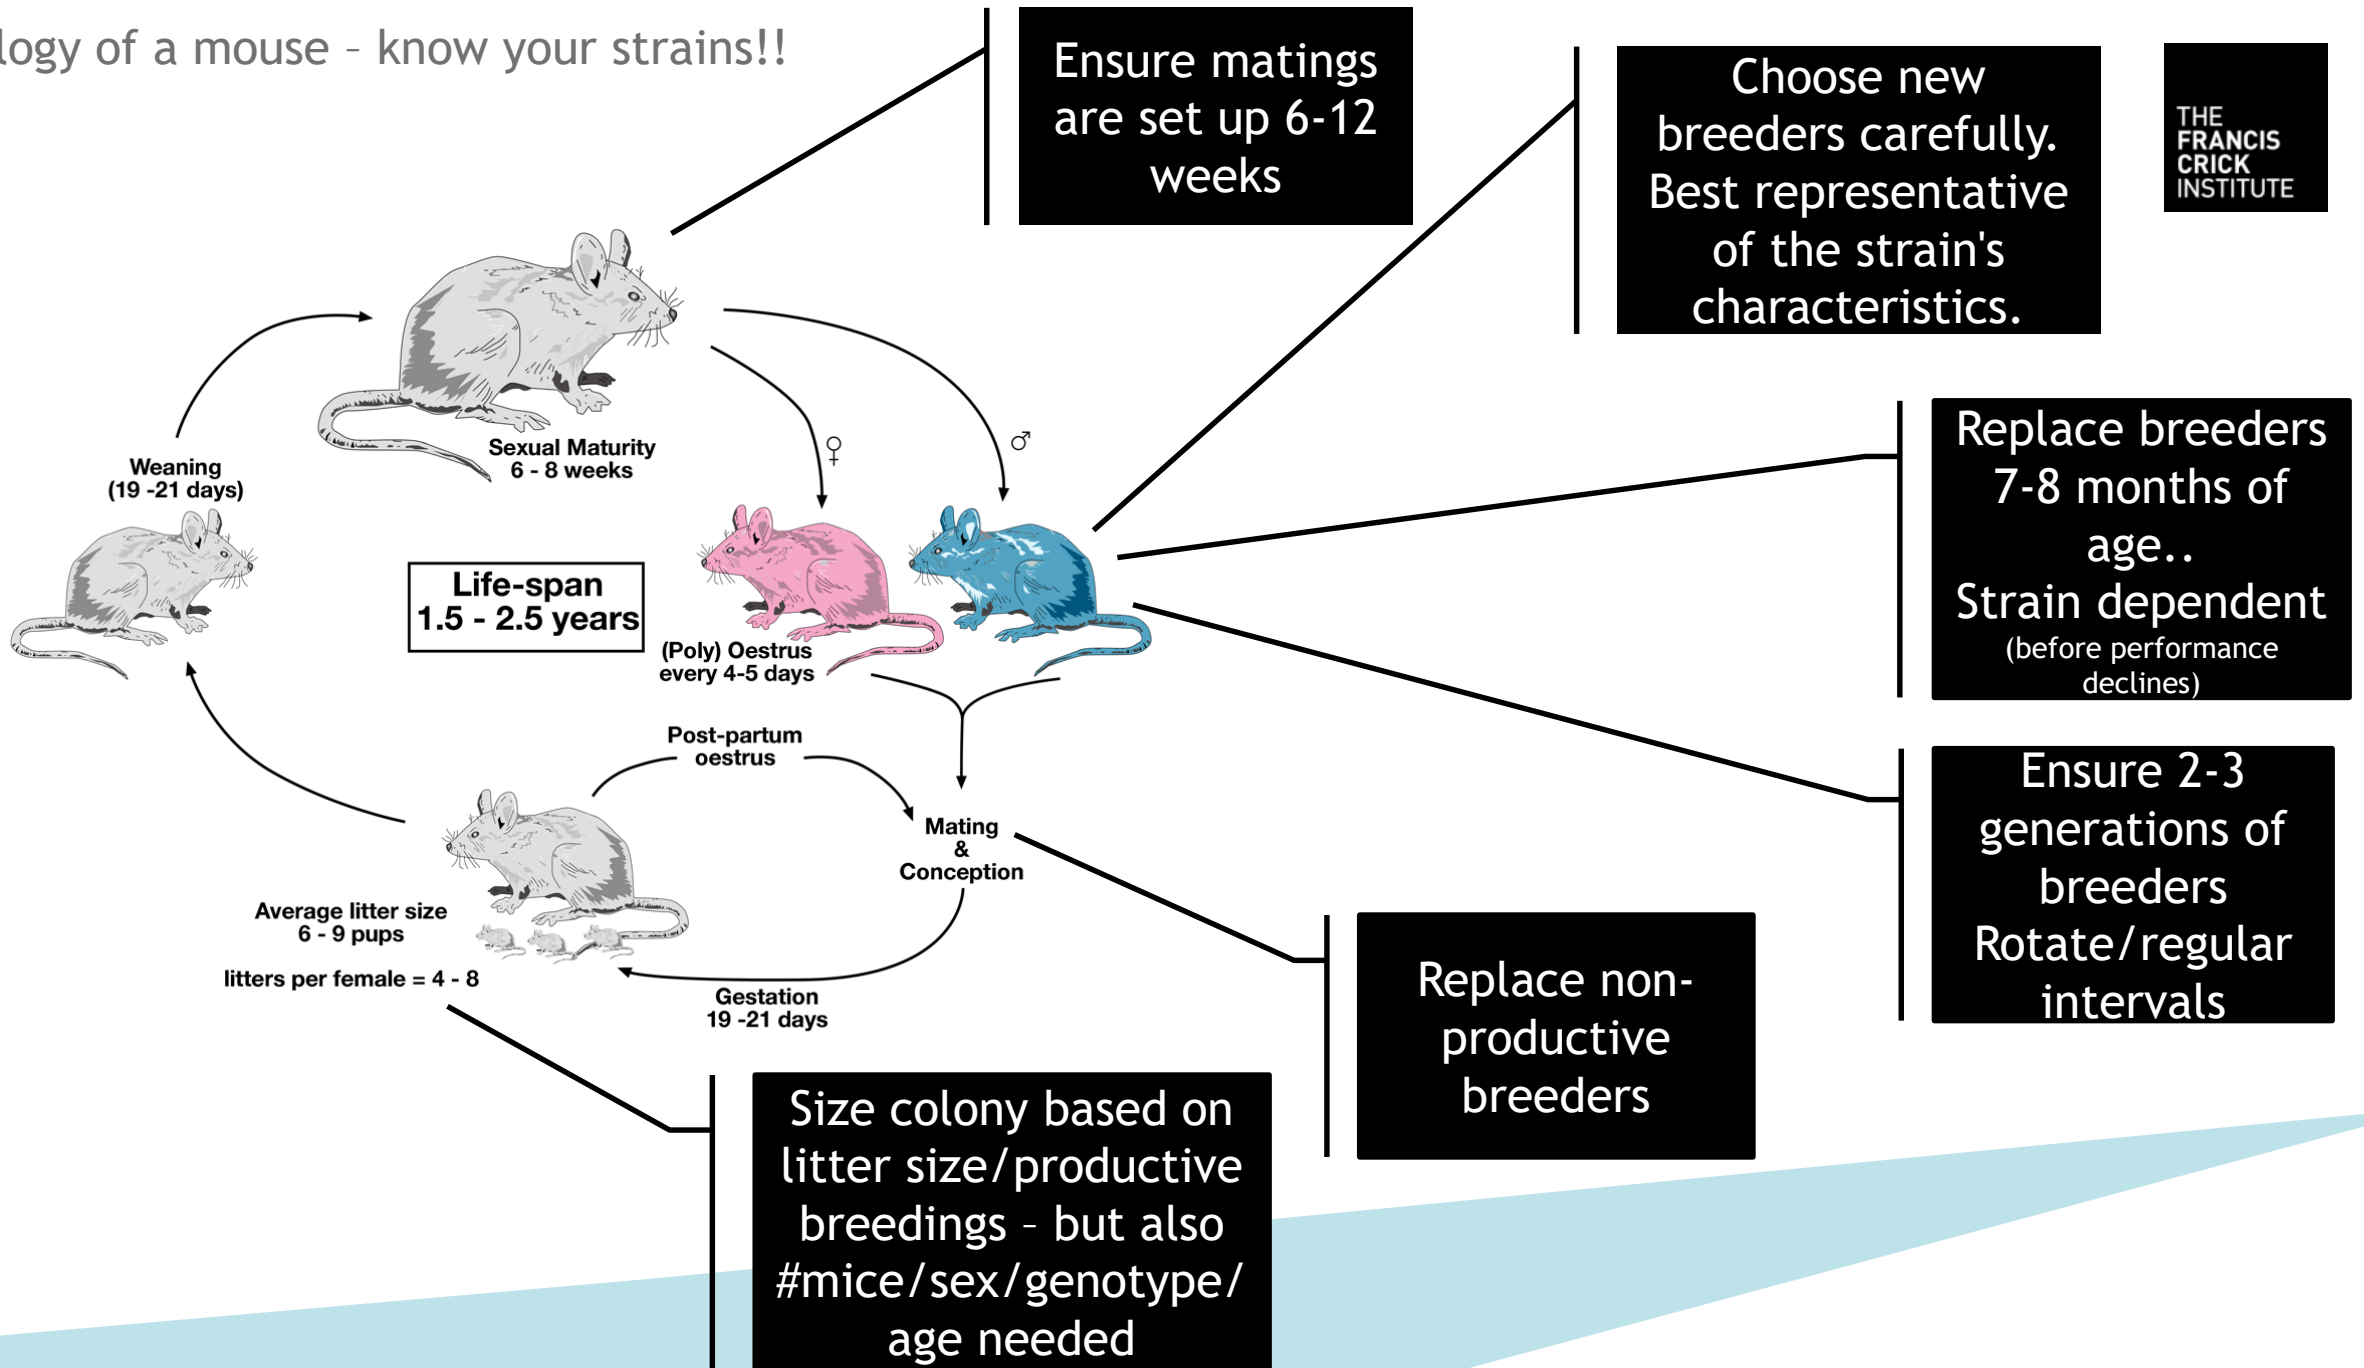 logy of a mouse – know your strains!!
Ensure matings
are set up 6-12
weeks
Choose new
breeders carefully.
Best representative
of the strain's
characteristics.
THE
FRANCIS
CRICK
INSTITUTE
Sexual Maturity
6 - 8 weeks
♀
♂
Weaning
(19 -21 days)
Life-span
1.5 - 2.5 years
(Poly) Oestrus
every 4-5 days
Replace breeders
7-8 months of
age..
Strain dependent
(before performance
declines)
Post-partum
oestrus
Mating
&
Conception
Ensure 2-3
generations of
breeders
Rotate/regular
intervals
Average litter size
6 - 9 pups
litters per female = 4 - 8
Gestation
19 -21 days
Replace non-
productive
breeders
Size colony based on
litter size/productive
breedings – but also
#mice/sex/genotype/
age needed